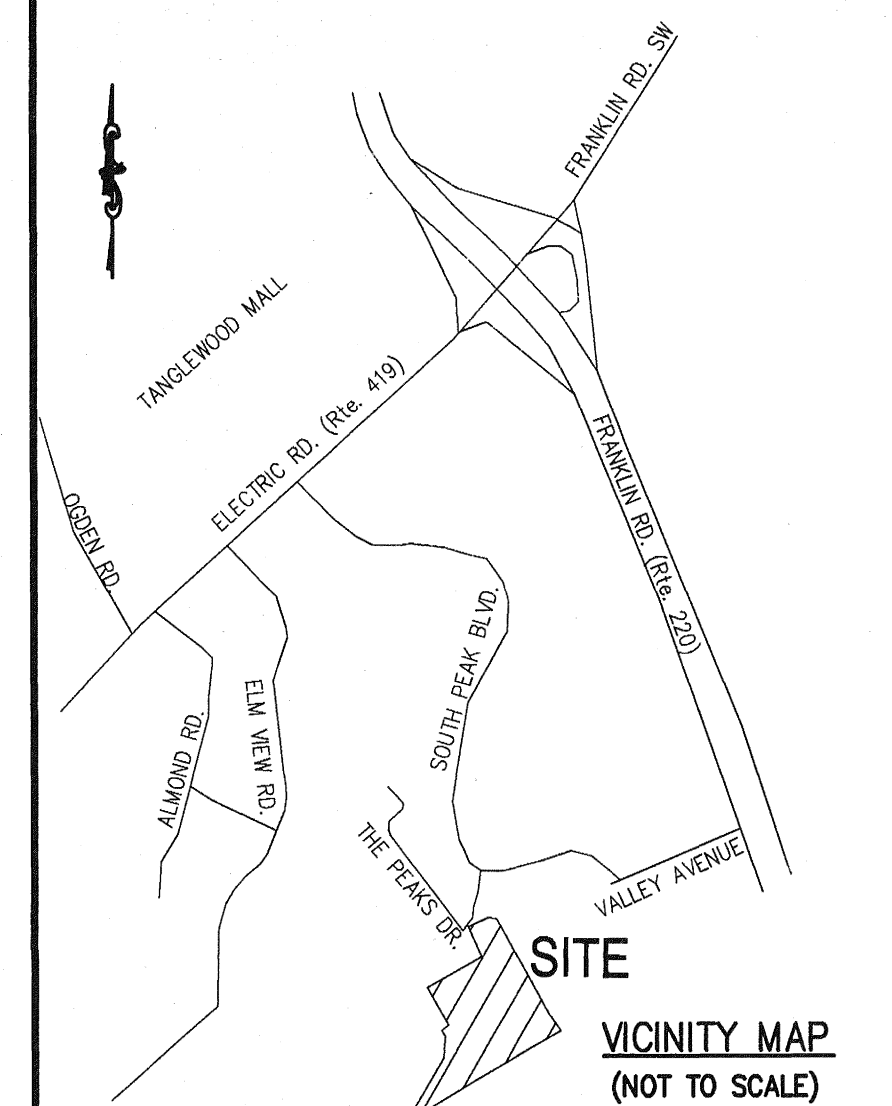 FRANKLIN RD. SW
TANGLEWOOD MALL
ELECTRIC RD. (Rte. 419)
OGDEN RD.
FRANKLIN RD. (Rte. 220)
SOUTH PEAK BLVD.
ELM VIEW RD.
ALMOND RD.
THE PEAKS DR.
VALLEY AVENUE
SITE
VICINITY MAP
(NOT TO SCALE)